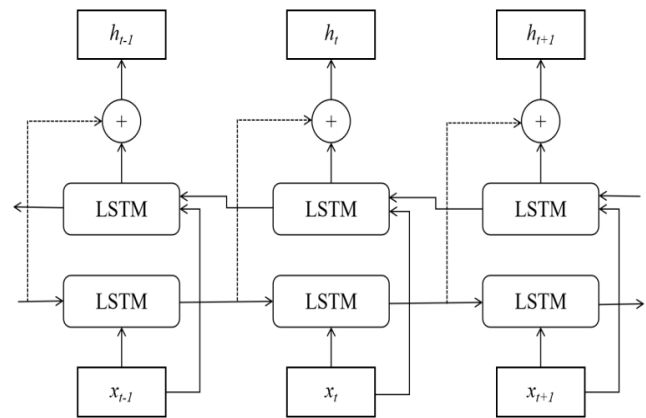 h_{t-1} h_t h_{t+1}
+ + +
LSTM LSTM LSTM
LSTM LSTM LSTM
x_{t-1} x_t x_{t+1}